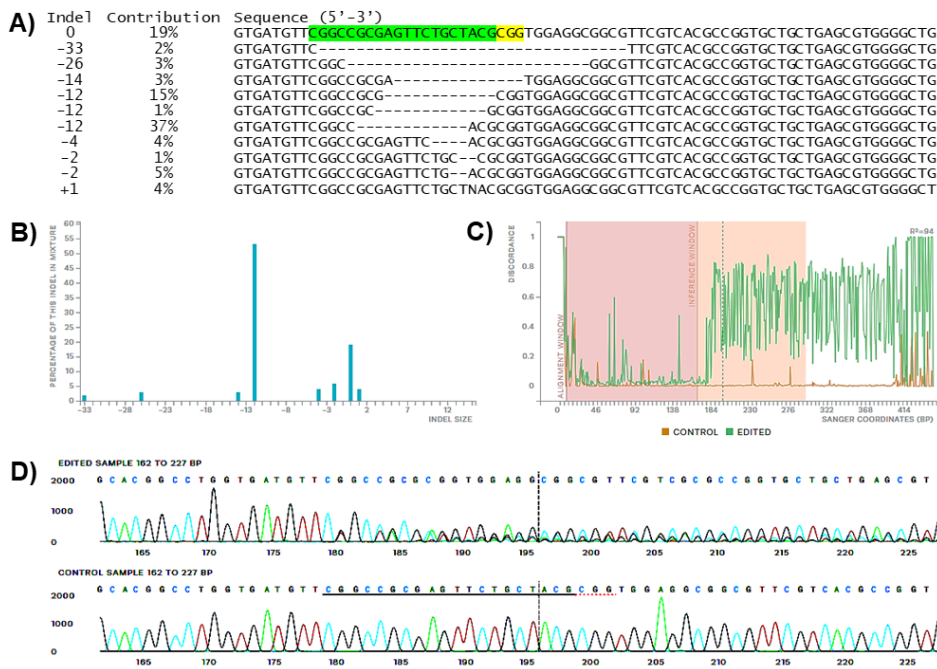 A)
Indel Contribution Sequence (5'-3')
0 19% GTGATGTTCGGCCGCGAGTTCTGCTACGCGGTGGAGGCGGCGTTCGTCACGCCGGTGCTGCTGAGCGTGGGGCTG
-33 2% GTGATGTTC---------------------------------TTCGTCACGCCGGTGCTGCTGAGCGTGGGGCTG
-26 3% GTGATGTTCGGC--------------------------GGCGTTCGTCACGCCGGTGCTGCTGAGCGTGGGGCTG
-14 3% GTGATGTTCGGCCGCGA--------------TGGAGGCGGCGTTCGTCACGCCGGTGCTGCTGAGCGTGGGGCTG
-12 15% GTGATGTTCGGCCGCG------------CGGTGGAGGCGGCGTTCGTCACGCCGGTGCTGCTGAGCGTGGGGCTG
-12 1% GTGATGTTCGGCCGC------------GCGGTGGAGGCGGCGTTCGTCACGCCGGTGCTGCTGAGCGTGGGGCTG
-12 37% GTGATGTTCGGCC------------ACGCGGTGGAGGCGGCGTTCGTCACGCCGGTGCTGCTGAGCGTGGGGCTG
-4 4% GTGATGTTCGGCCGCGAGTTC----ACGCGGTGGAGGCGGCGTTCGTCACGCCGGTGCTGCTGAGCGTGGGGCTG
-2 1% GTGATGTTCGGCCGCGAGTTCTGC--CGCGGTGGAGGCGGCGTTCGTCACGCCGGTGCTGCTGAGCGTGGGGCTG
-2 5% GTGATGTTCGGCCGCGAGTTCTG--ACGCGGTGGAGGCGGCGTTCGTCACGCCGGTGCTGCTGAGCGTGGGGCTG
+1 4% GTGATGTTCGGCCGCGAGTTCTGCTNACGCGGTGGAGGCGGCGTTCGTCACGCCGGTGCTGCTGAGCGTGGGGCT
B)
PERCENTAGE OF THIS INDEL IN MIXTURE
60
55
50
45
40
35
30
25
20
15
10
5
0
-33 -28 -23 -18 -13 -8 -3 2 7 12
INDEL SIZE
C)
DISCORDANCE
1
0.8
0.6
0.4
0.2
0
ALIGNMENT WINDOW
INFERENCE WINDOW
R²=94
0 46 92 138 184 230 276 322 368 414
SANGER COORDINATES (BP)
CONTROL EDITED
D)
EDITED SAMPLE 162 TO 227 BP
GCACGGCCTGGTGATGTTCGGCCGCGCGGTGGAGGCGGCGTTCGTCGCGCCGGTGCTGCTGAGCGT
2000
1000
0
165 170 175 180 185 190 195 200 205 210 215 220 225
CONTROL SAMPLE 162 TO 227 BP
GCACGGCCTGGTGATGTTCGGCCGCGAGTTCTGCTACGCGGTGGAGGCGGCGTTCGTCACGCCGGT
2000
1000
0
165 170 175 180 185 190 195 200 205 210 215 220 225